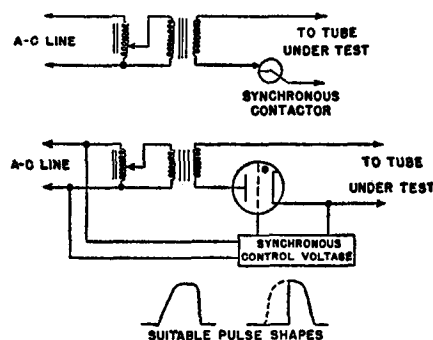 A-C LINE
TO TUBE
UNDER TEST
SYNCHRONOUS
CONTACTOR
A-C LINE
TO TUBE
UNDER TEST
SYNCHRONOUS
CONTROL VOLTAGE
SUITABLE PULSE SHAPES